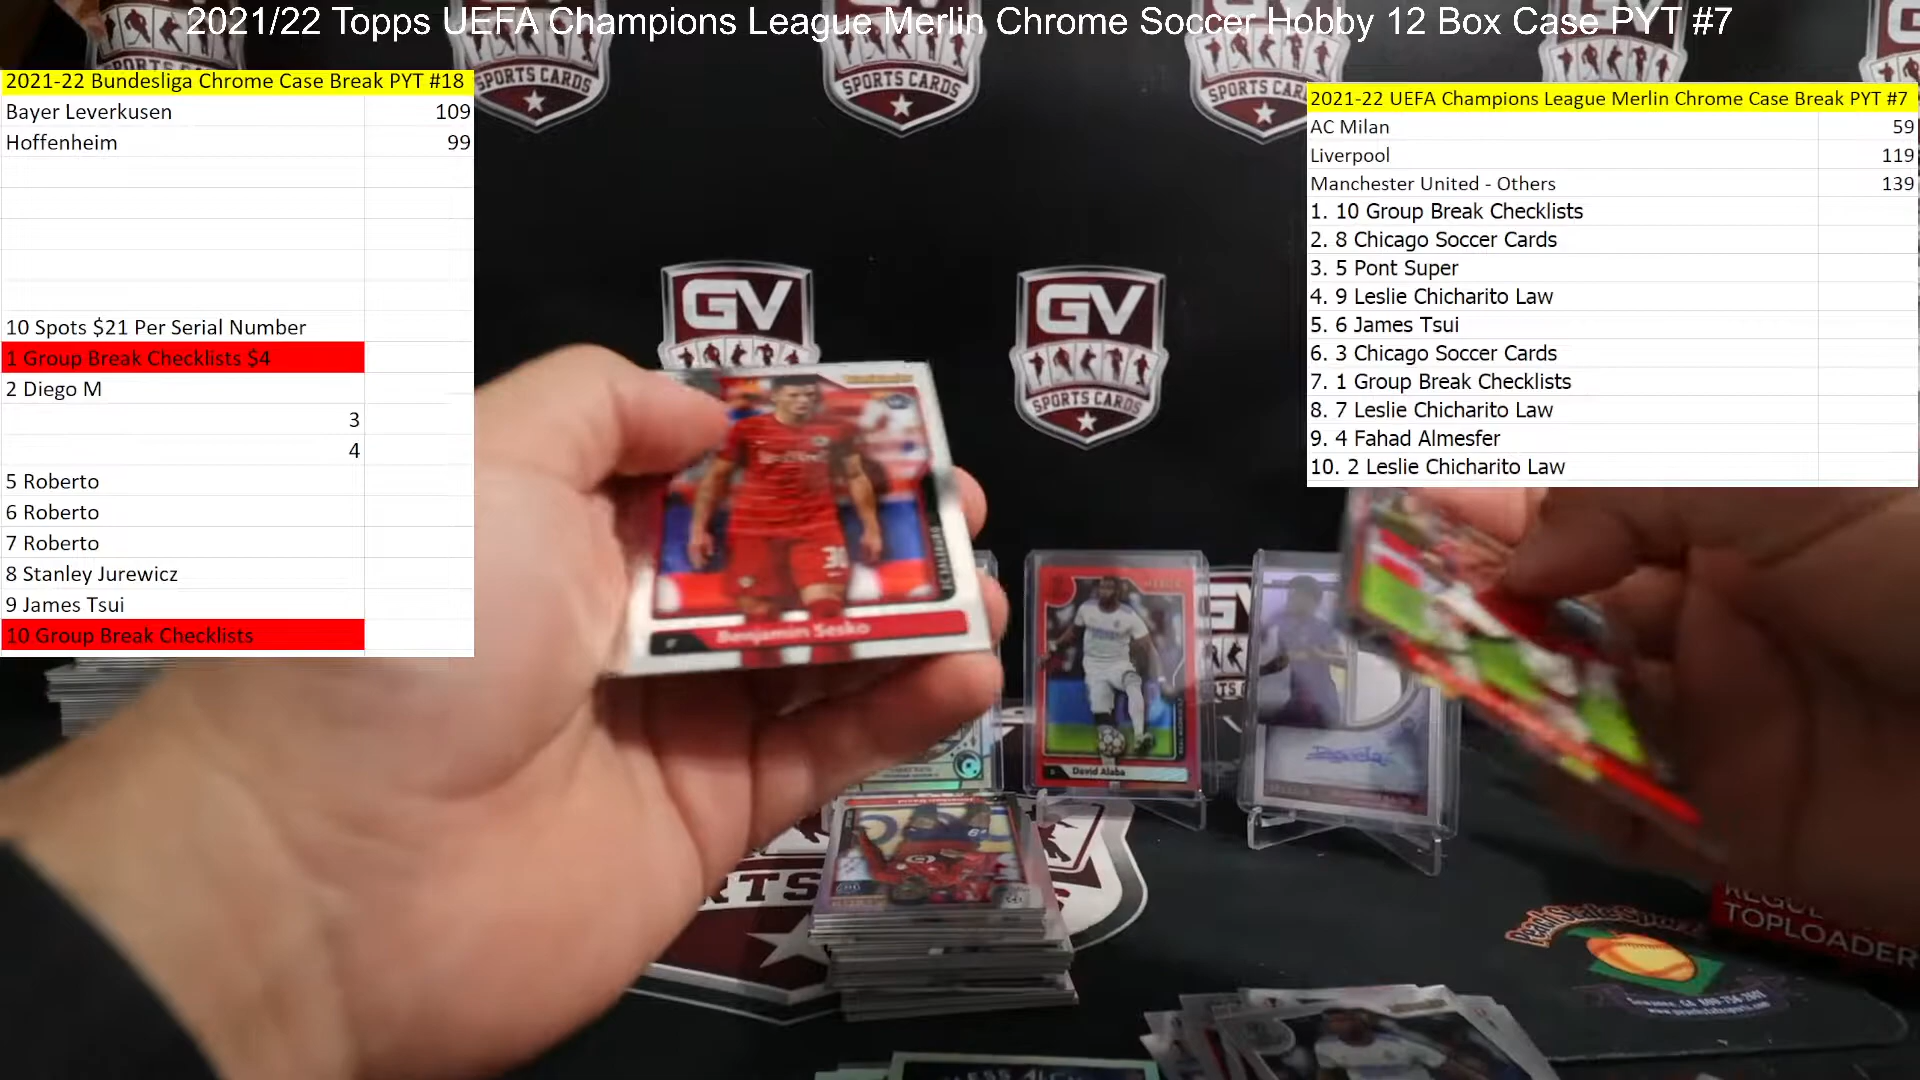 2021/22 Topps UEFA Champions League Merlin Chrome Soccer Hobby 12 Box Case PYT #7
2021-22 Bundesliga Chrome Case Break PYT #18
Bayer Leverkusen 109
Hoffenheim 99
10 Spots $21 Per Serial Number
1 Group Break Checklists $4
2 Diego M
3
4
5 Roberto
6 Roberto
7 Roberto
8 Stanley Jurewicz
9 James Tsui
10 Group Break Checklists
2021-22 UEFA Champions League Merlin Chrome Case Break PYT #7
AC Milan 59
Liverpool 119
Manchester United - Others 139
1. 10 Group Break Checklists
2. 8 Chicago Soccer Cards
3. 5 Pont Super
4. 9 Leslie Chicharito Law
5. 6 James Tsui
6. 3 Chicago Soccer Cards
7. 1 Group Break Checklists
8. 7 Leslie Chicharito Law
9. 4 Fahad Almesfer
10. 2 Leslie Chicharito Law
SPORTS CARDS
SPORTS CARDS
SPORTS CARDS
SPORTS CARDS
GV
GV
SPORTS CARDS
30
Benjamin Sesko
David Alaba
TOPLOADER